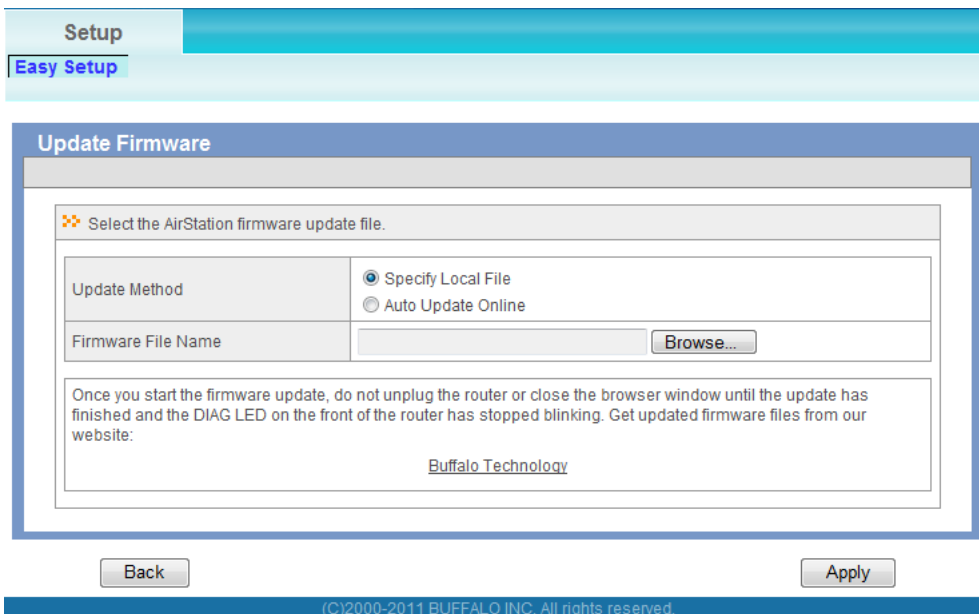 Setup
Easy Setup
Update Firmware
Select the AirStation firmware update file.
Update Method
Specify Local File
Auto Update Online
Firmware File Name
Browse...
Once you start the firmware update, do not unplug the router or close the browser window until the update has
finished and the DIAG LED on the front of the router has stopped blinking. Get updated firmware files from our
website:
Buffalo Technology
Back
Apply
(C)2000-2011 BUFFALO INC. All rights reserved.